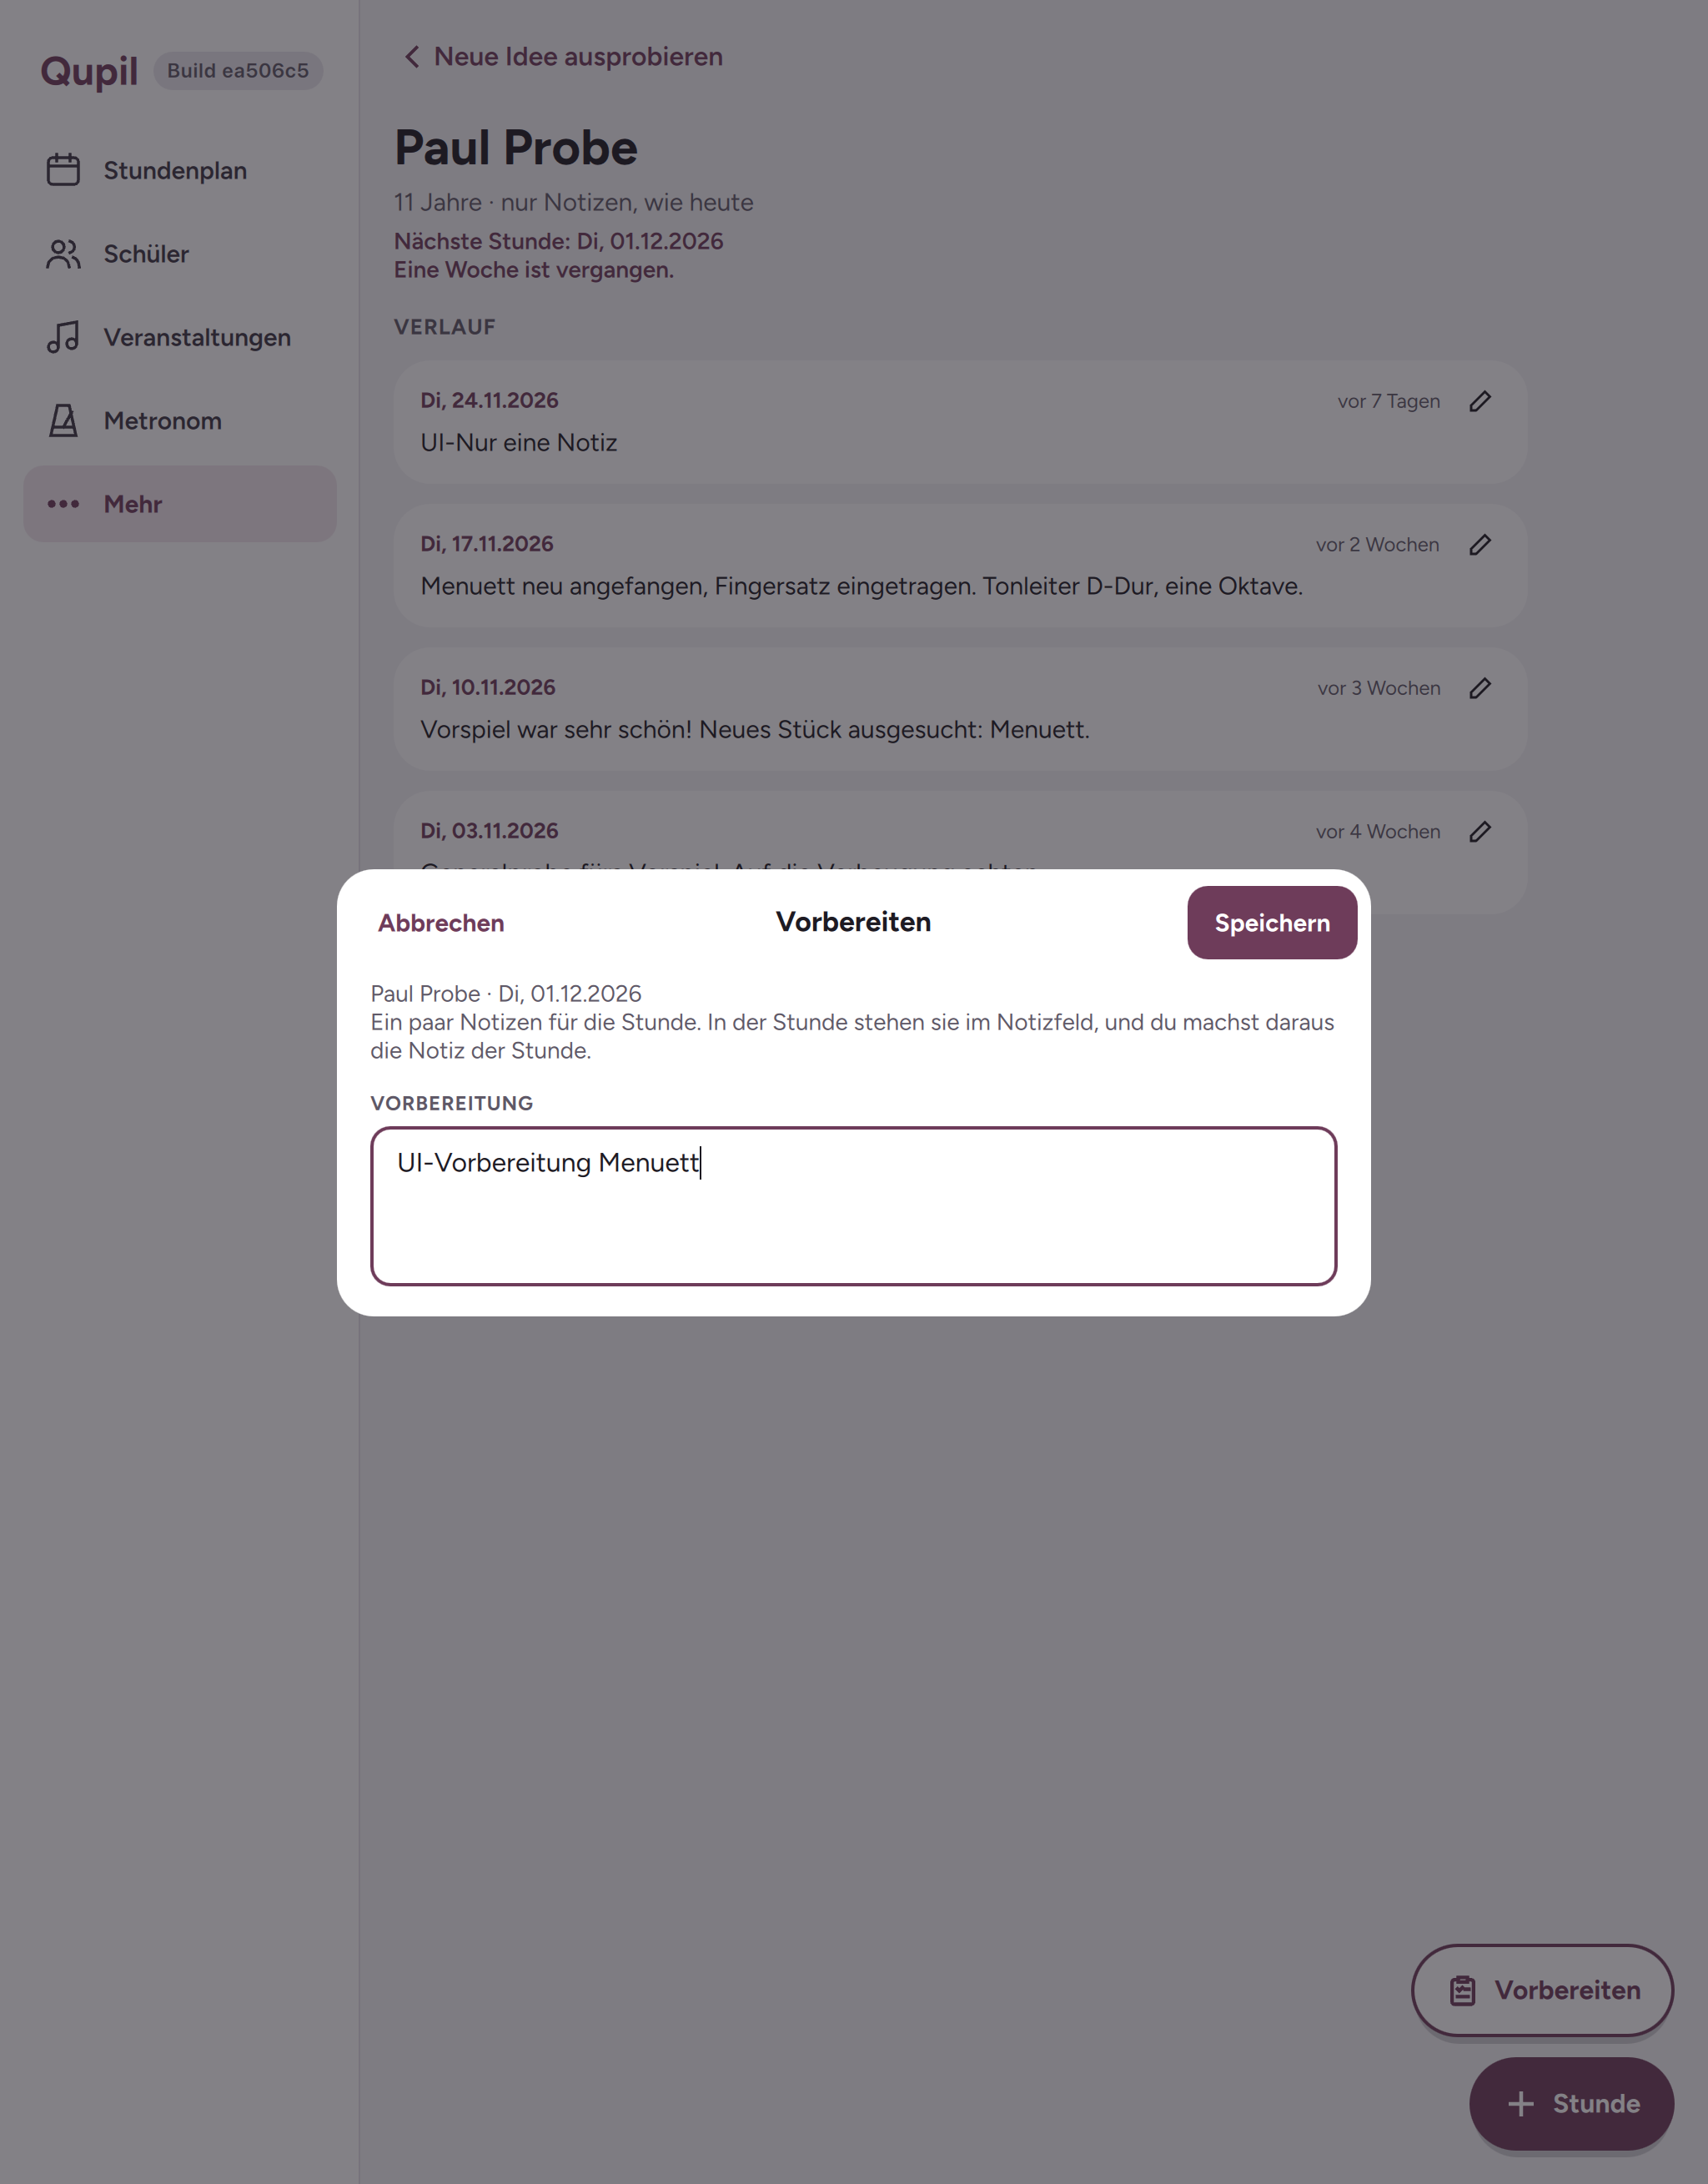 Qupil
Build ea506c5
Stundenplan
Schüler
Veranstaltungen
Metronom
Mehr
Neue Idee ausprobieren
Paul Probe
11 Jahre · nur Notizen, wie heute
Nächste Stunde: Di, 01.12.2026
Eine Woche ist vergangen.
VERLAUF
Di, 24.11.2026
vor 7 Tagen
UI-Nur eine Notiz
Di, 17.11.2026
vor 2 Wochen
Menuett neu angefangen, Fingersatz eingetragen. Tonleiter D-Dur, eine Oktave.
Di, 10.11.2026
vor 3 Wochen
Vorspiel war sehr schön! Neues Stück ausgesucht: Menuett.
Di, 03.11.2026
vor 4 Wochen
Abbrechen
Vorbereiten
Speichern
Paul Probe · Di, 01.12.2026
Ein paar Notizen für die Stunde. In der Stunde stehen sie im Notizfeld, und du machst daraus
die Notiz der Stunde.
VORBEREITUNG
UI-Vorbereitung Menuett
Vorbereiten
Stunde